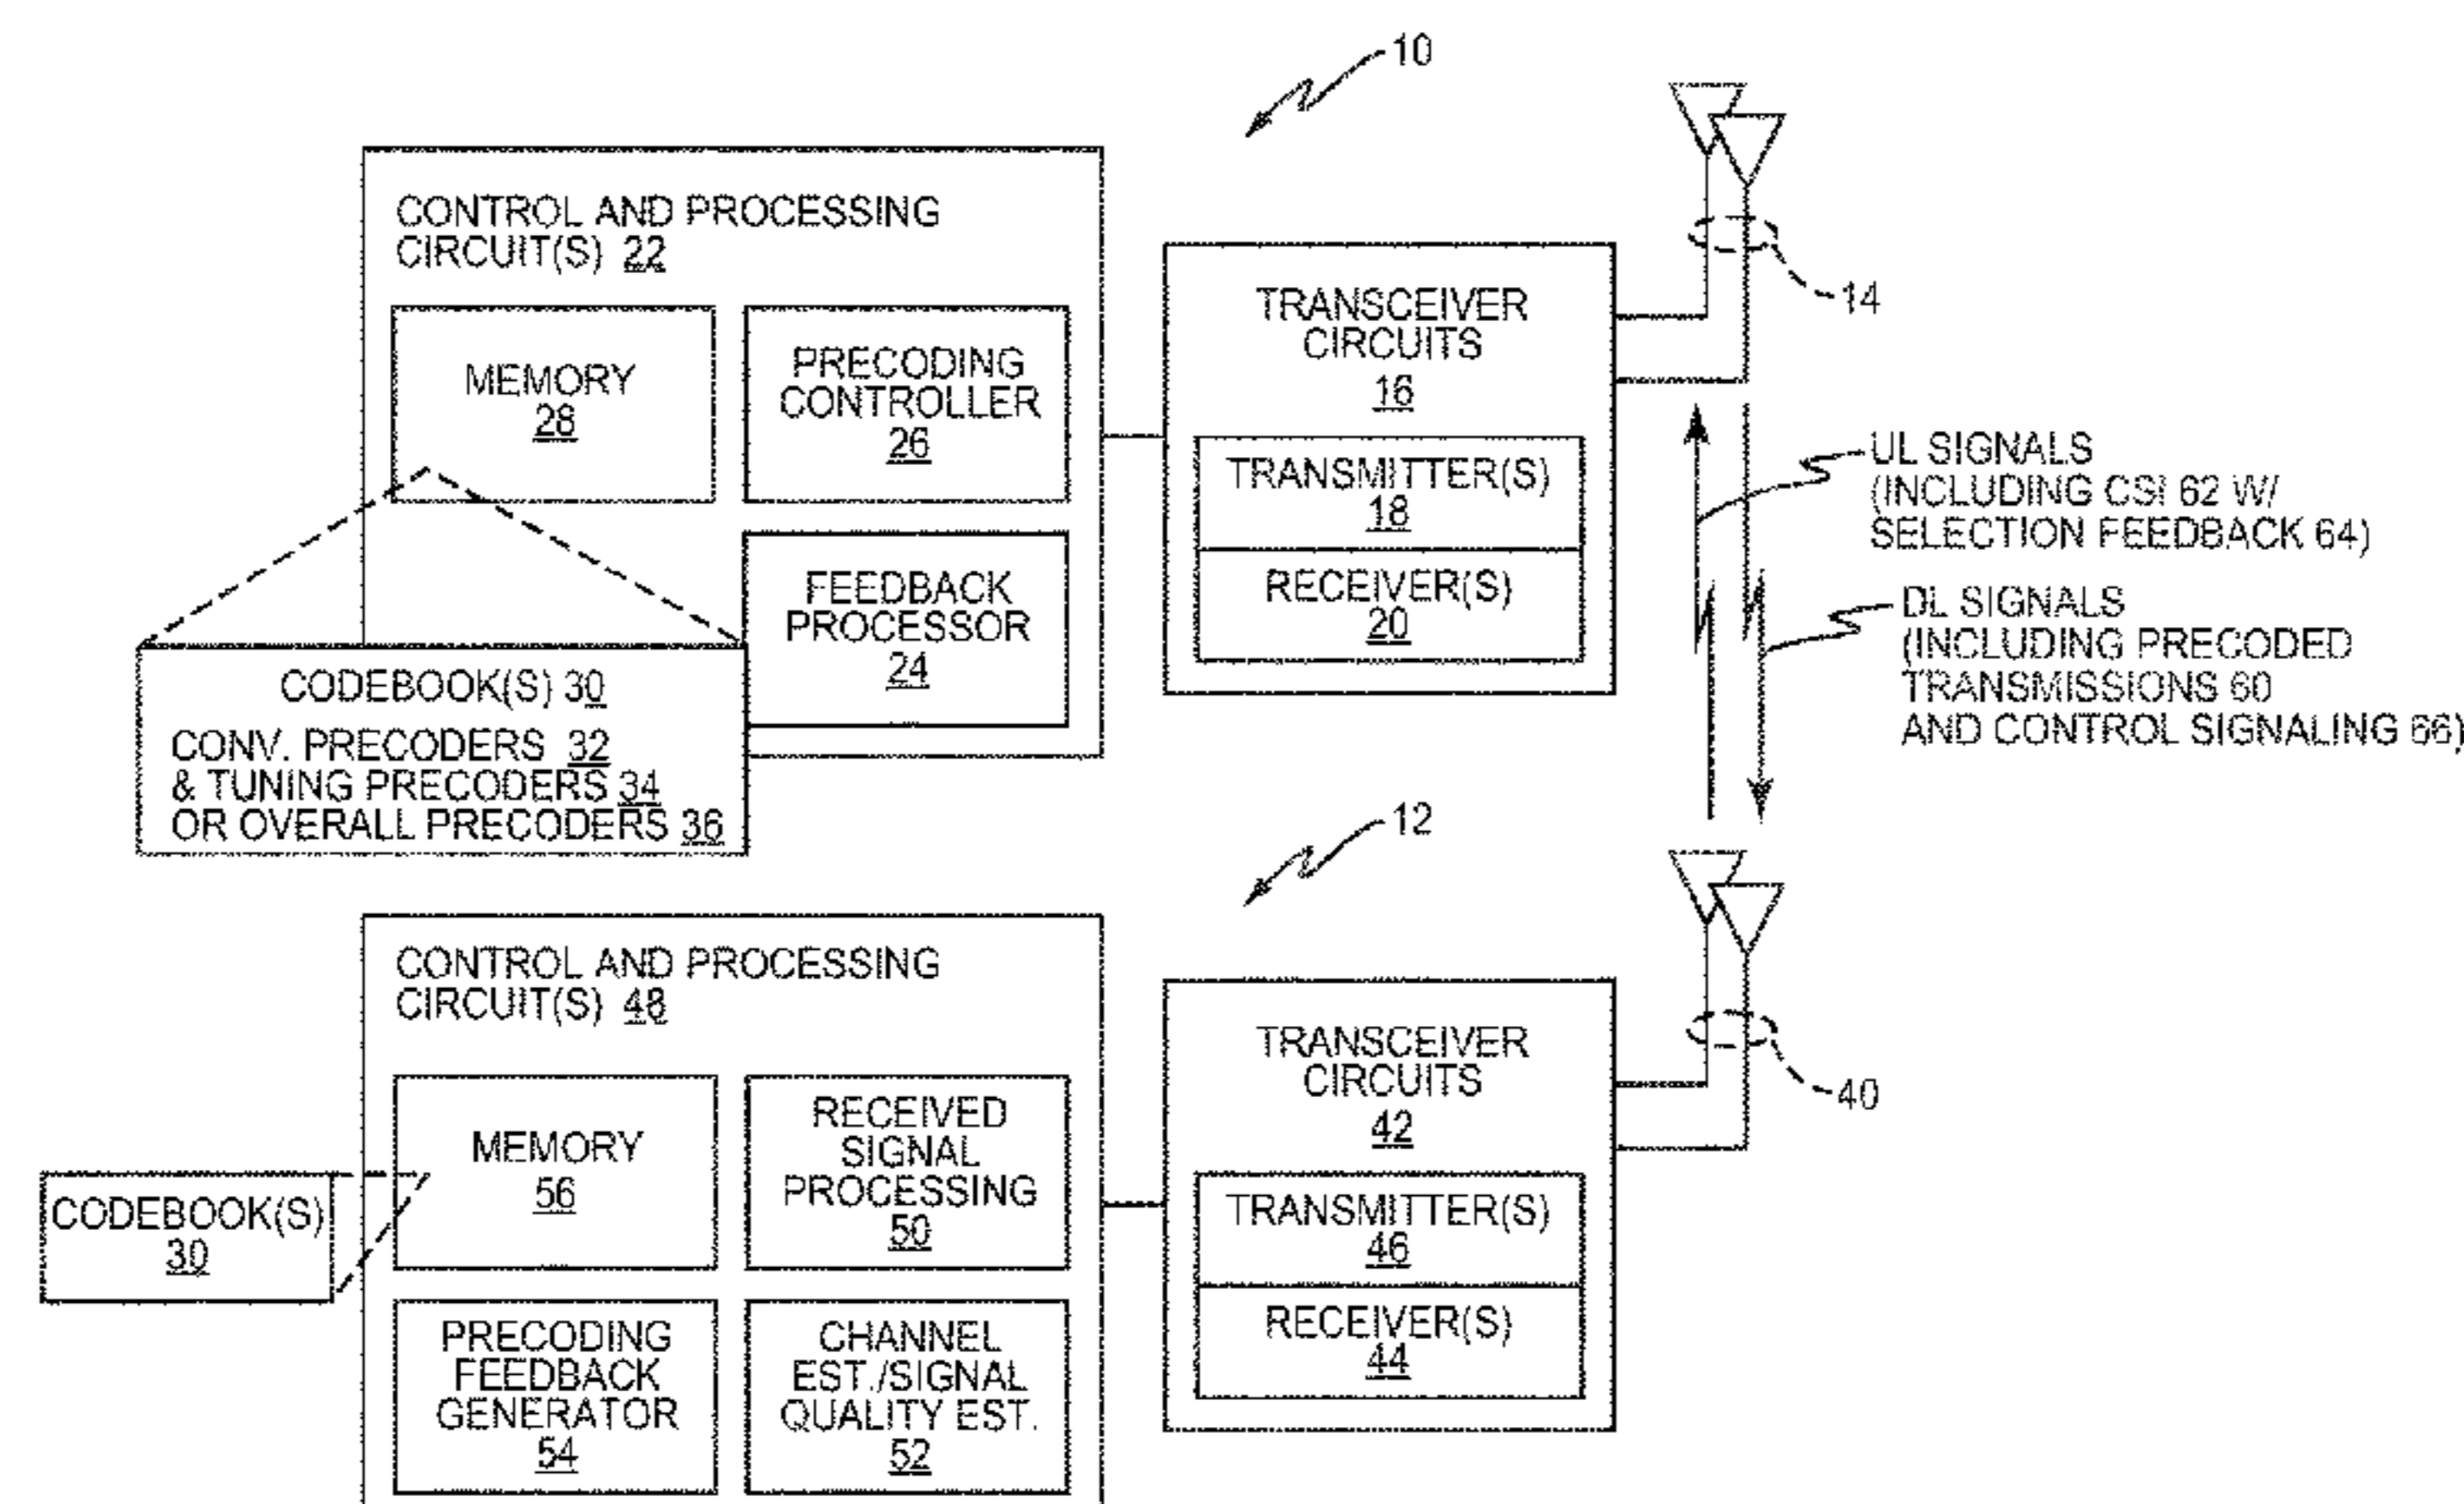 10
CONTROL AND PROCESSING
CIRCUIT(S) 22
MEMORY
28
PRECODING
CONTROLLER
26
FEEDBACK
PROCESSOR
24
CODEBOOK(S) 30
CONV. PRECODERS 32
& TUNING PRECODERS 34
OR OVERALL PRECODERS 36
TRANSCEIVER
CIRCUITS
16
TRANSMITTER(S)
18
RECEIVER(S)
20
14
UL SIGNALS
(INCLUDING CSI 62 W/
SELECTION FEEDBACK 64)
DL SIGNALS
(INCLUDING PRECODED
TRANSMISSIONS 60
AND CONTROL SIGNALING 66)
12
CONTROL AND PROCESSING
CIRCUIT(S) 48
MEMORY
56
RECEIVED
SIGNAL
PROCESSING
50
CODEBOOK(S)
30
PRECODING
FEEDBACK
GENERATOR
54
CHANNEL
EST./SIGNAL
QUALITY EST.
52
TRANSCEIVER
CIRCUITS
42
TRANSMITTER(S)
46
RECEIVER(S)
44
40